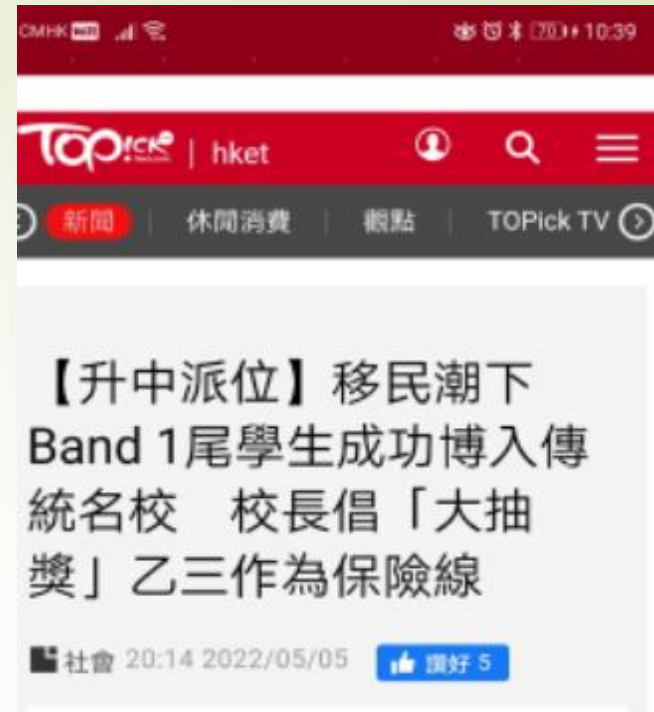 CMHK 70 10:39
TOPick | hket
新聞 | 休閒消費 | 觀點 | TOPick TV
【升中派位】移民潮下
Band 1尾學生成功博入傳
統名校 校長倡「大抽
獎」乙三作為保險線
社會 20:14 2022/05/05 讚好 5